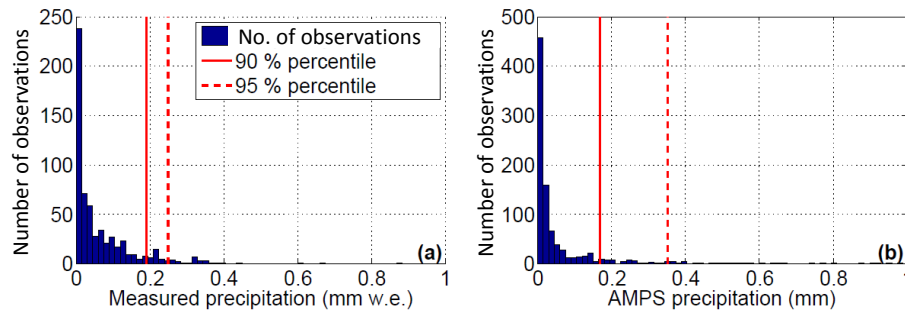 250
200
150
100
50
0
Number of observations
No. of observations
90 % percentile
95 % percentile
(a)
0
0.2
0.4
0.6
0.8
1
Measured precipitation (mm w.e.)
500
400
300
200
100
0
Number of observations
(b)
0
0.2
0.4
0.6
0.8
1
AMPS precipitation (mm)